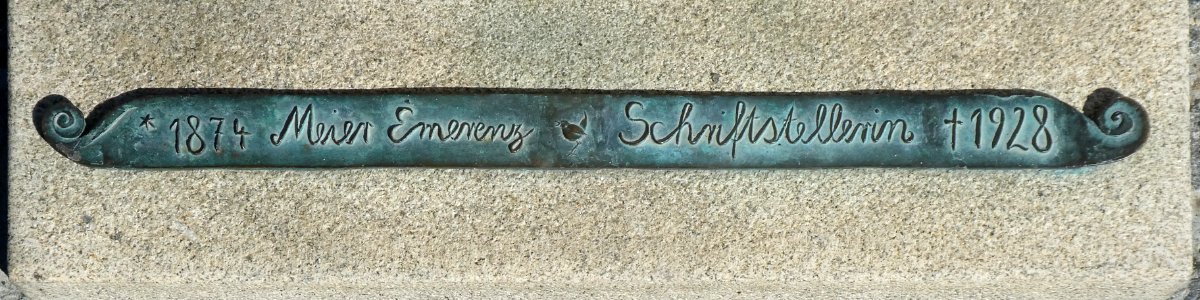 * 1874 Meier Emerenz Schriftstellerin † 1928